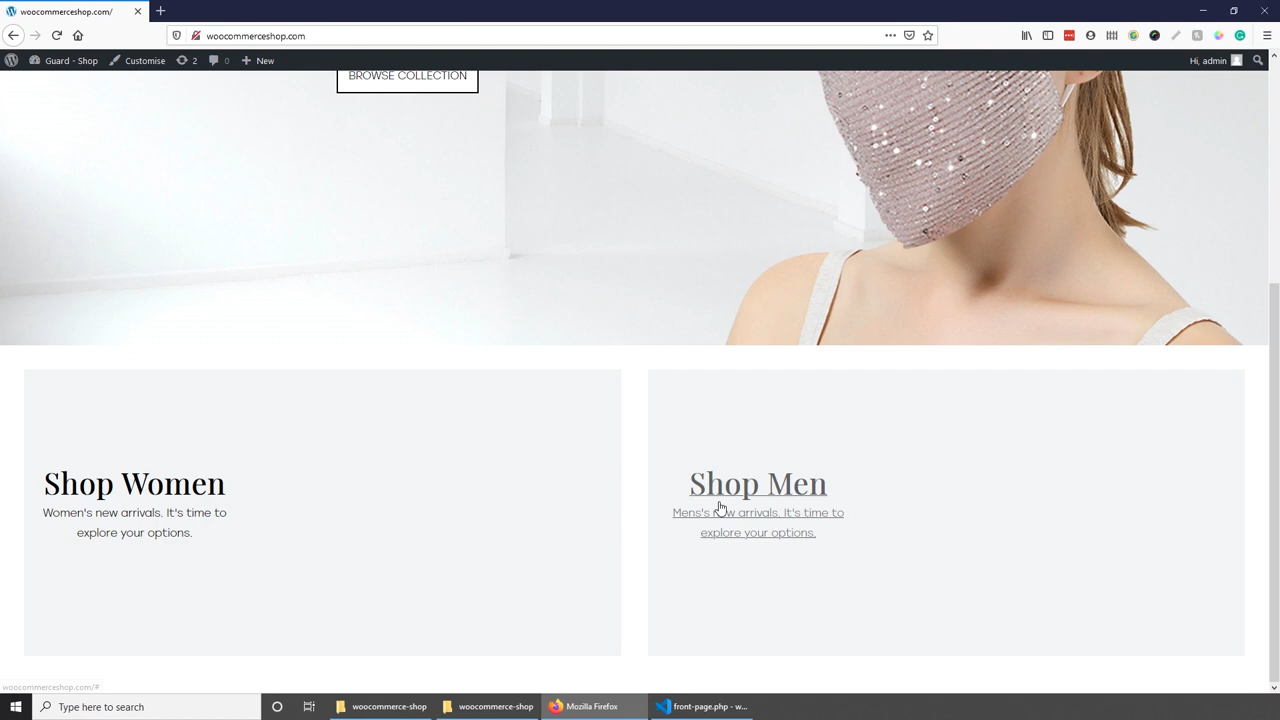 woocommerceshop.com/
woocommerceshop.com
Guard - Shop
Customise
2
0
New
Hi, admin
BROWSE COLLECTION
Shop Women
Women's new arrivals. It's time to
explore your options.
Shop Men
Mens's new arrivals. It's time to
explore your options.
woocommerceshop.com/#
Type here to search
woocommerce-shop
woocommerce-shop
Mozilla Firefox
front-page.php - w...